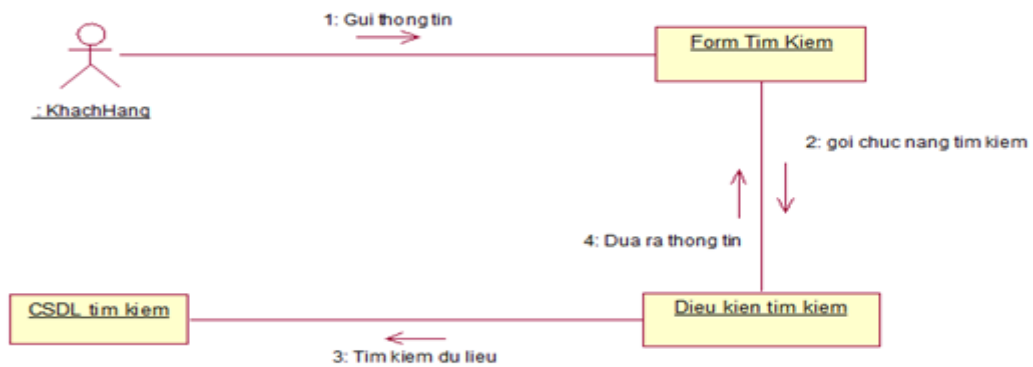 1: Gui thong tin
Form Tim Kiem
: KhachHang
2: goi chuc nang tim kiem
4: Dua ra thong tin
CSDL tim kiem
Dieu kien tim kiem
3: Tim kiem du lieu